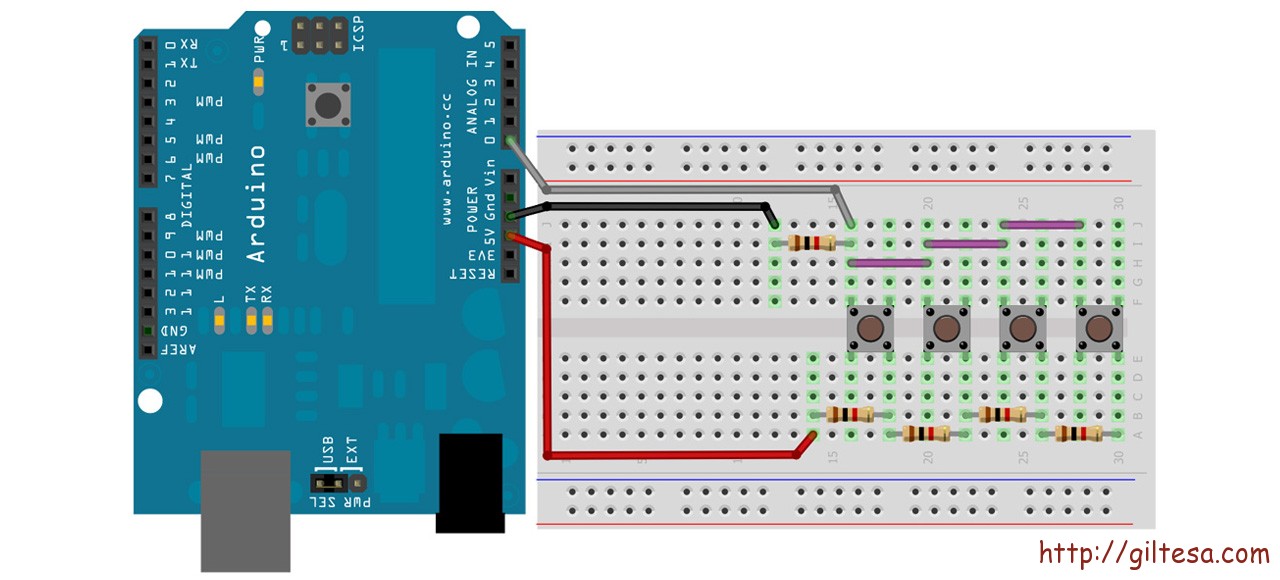 http://giltesa.com
PWR SEL
EXT
USB
30
25
20
15
10
A
B
C
D
E
F
G
H
I
J
30
25
20
15
10
1
RESET
3V3
5V
Gnd
Vin
POWER
www.arduino.cc
0
1
2
3
4
5
ANALOG IN
RX
TX
L
Arduino
PWR
ICSP
1
AREF
GND
13
12
PWM 11
PWM 10
PWM 9
8
DIGITAL
7
PWM 6
PWM 5
4
PWM 3
2
TX 1
RX 0